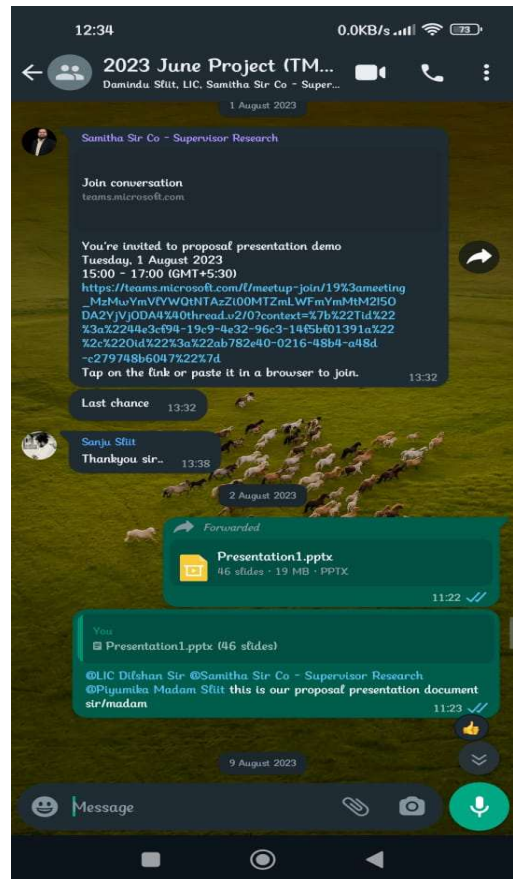 12:34
0.0KB/s
73
2023 June Project (TM...
Damindu Sliit, LIC, Samitha Sir Co - Super...
1 August 2023
Samitha Sir Co - Supervisor Research
Join conversation
teams.microsoft.com
You're invited to proposal presentation demo
Tuesday, 1 August 2023
15:00 - 17:00 (GMT+5:30)
https://teams.microsoft.com/l/meetup-join/19%3ameeting
_MzMwYmVfYWQtNTAzZi00MTZmLWFmYmMtM2I5O
DA2YjVjODA4%40thread.v2/0?context=%7b%22Tid%22
%3a%2244e3cf94-19c9-4e32-96c3-14f5bf01391a%22
%2c%22Oid%22%3a%22ab782e40-0216-48b4-a48d
-c279748b6047%22%7d
Tap on the link or paste it in a browser to join.
13:32
Last chance 13:32
Sanju Sliit
Thankyou sir.. 13:38
2 August 2023
Forwarded
Presentation1.pptx
46 slides · 19 MB · PPTX
11:22
You
Presentation1.pptx (46 slides)
@LIC Dilshan Sir @Samitha Sir Co - Supervisor Research
@Piyumika Madam Sliit this is our proposal presentation document
sir/madam
11:23
9 August 2023
Message